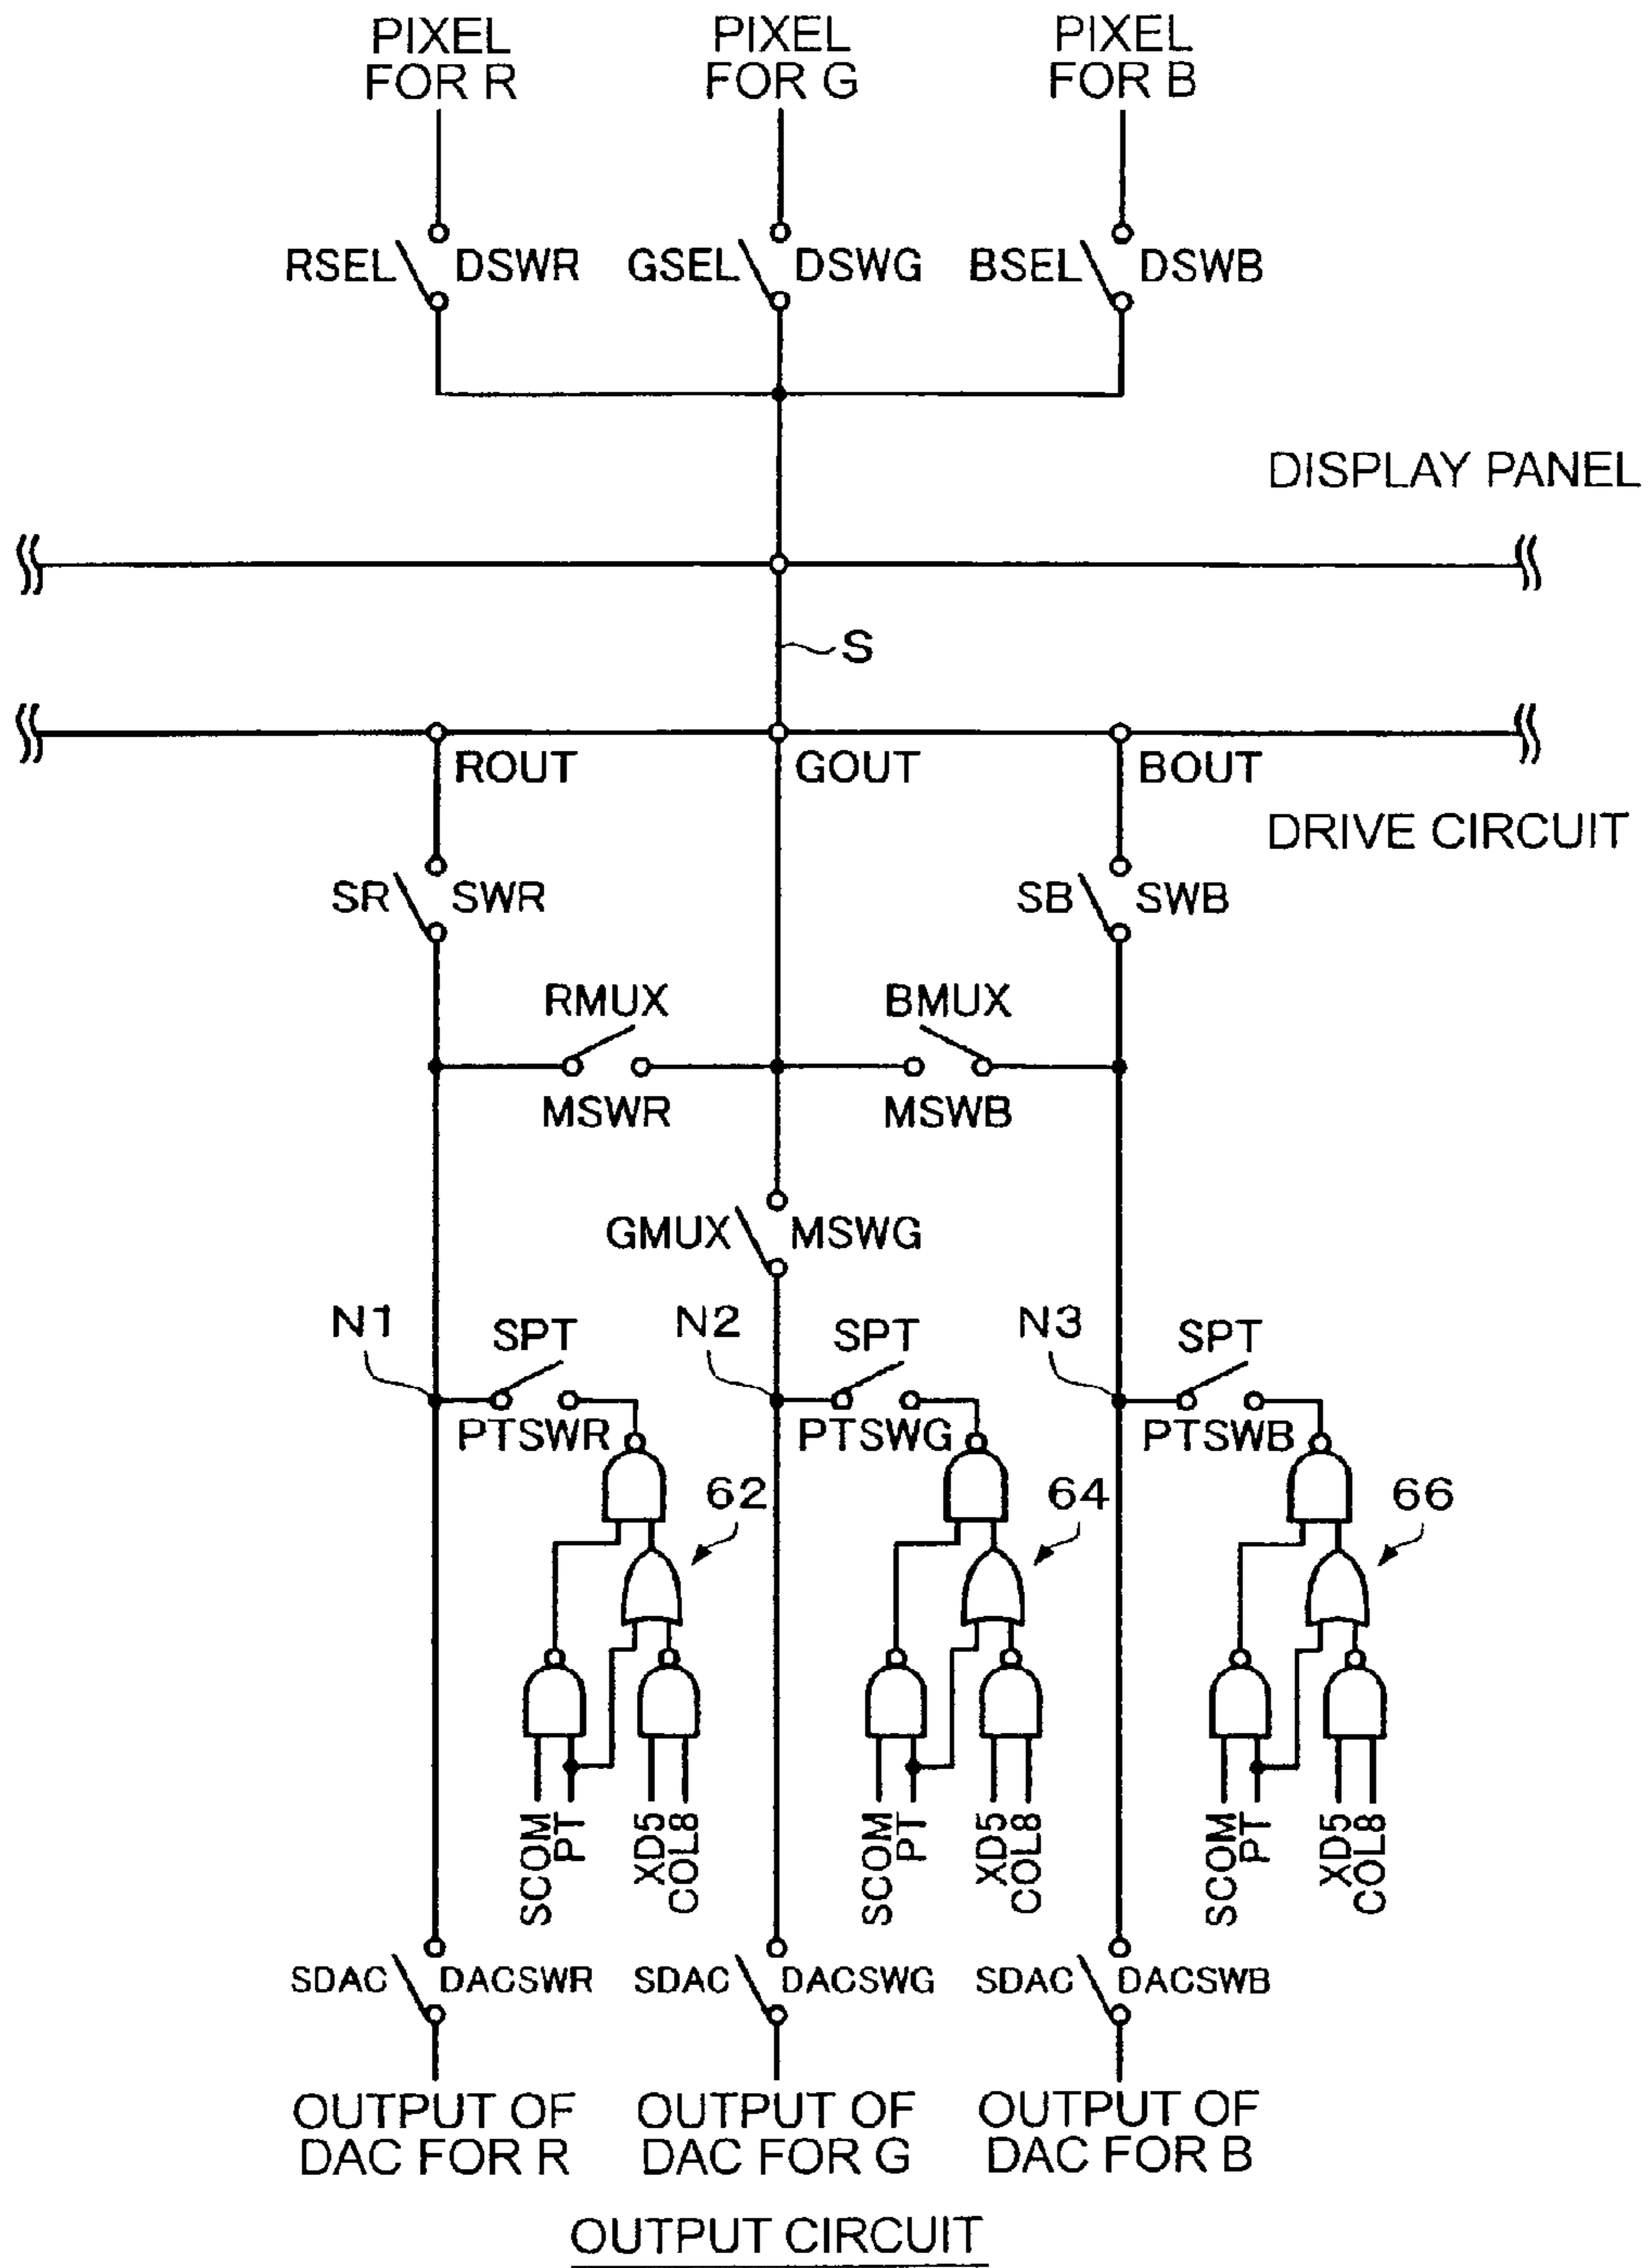 PIXEL
FOR R
PIXEL
FOR G
PIXEL
FOR B
RSEL DSWR GSEL DSWG BSEL DSWB
DISPLAY PANEL
S
ROUT GOUT BOUT
DRIVE CIRCUIT
SR SWR SB SWB
RMUX BMUX
MSWR MSWB
GMUX MSWG
N1 SPT N2 SPT N3 SPT
PTSWR PTSWG PTSWB
62 64 66
SCOM
PT
XD5
COL8
SCOM
PT
XD5
COL8
SCOM
PT
XD5
COL8
SDAC DACSWR SDAC DACSWG SDAC DACSWB
OUTPUT OF
DAC FOR R
OUTPUT OF
DAC FOR G
OUTPUT OF
DAC FOR B
OUTPUT CIRCUIT